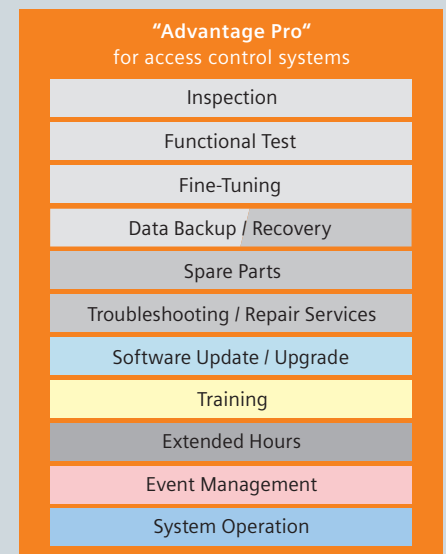 “Advantage Pro“
for access control systems
Inspection
Functional Test
Fine-Tuning
Data Backup / Recovery
Spare Parts
Troubleshooting / Repair Services
Software Update / Upgrade
Training
Extended Hours
Event Management
System Operation